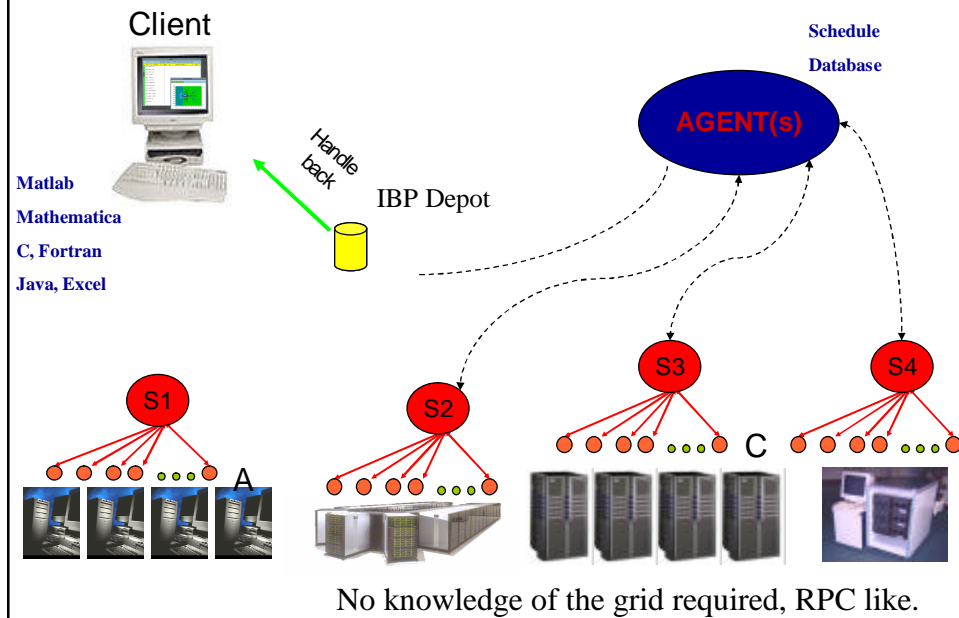 Client
Schedule
Database
AGENT(s)
Handle
back
IBP Depot
Matlab
Mathematica
C, Fortran
Java, Excel
S1
S2
S3
S4
A
C
No knowledge of the grid required, RPC like.